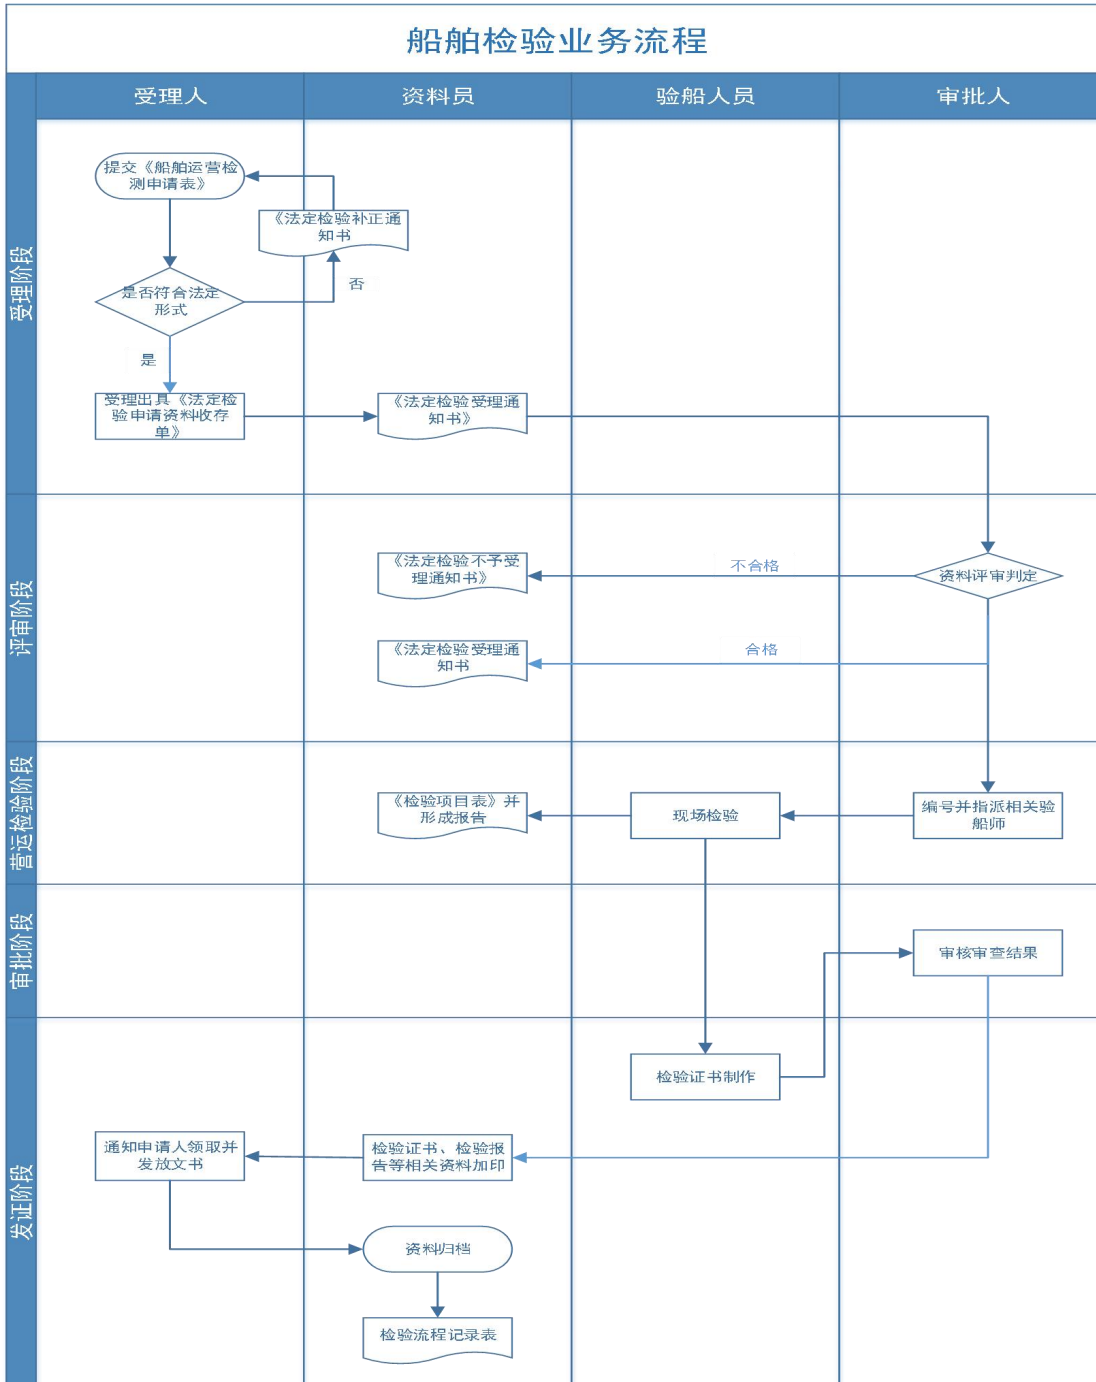 船舶检验业务流程
受理人
资料员
验船人员
审批人
受理阶段
提交《船舶运营检
测申请表》
《法定检验补正通
知书
是否符合法定
形式
否
是
受理出具《法定检
验申请资料收存
单》
《法定检验受理通
知书》
评审阶段
《法定检验不予受
理通知书》
不合格
资料评审判定
《法定检验受理通
知书
合格
营运检验阶段
《检验项目表》并
形成报告
现场检验
编号并指派相关验
船师
审批阶段
审核审查结果
发证阶段
检验证书制作
通知申请人领取并
发放文书
检验证书、检验报
告等相关资料加印
资料归档
检验流程记录表